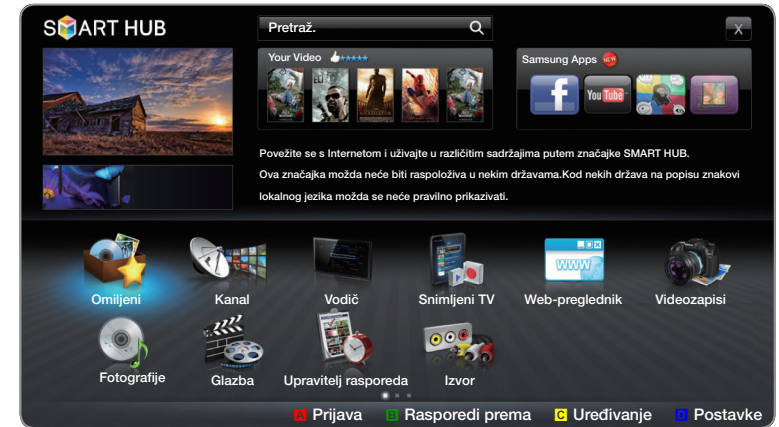 SMART HUB
Pretraž.
X
Your Video
Samsung Apps NEW
f
You Tube
Povežite se s Internetom i uživajte u različitim sadržajima putem značajke SMART HUB.
Ova značajka možda neće biti raspoloživa u nekim državama.Kod nekih država na popisu znakovi
lokalnog jezika možda se neće pravilno prikazivati.
www
Omiljeni
Kanal
Vodič
Snimljeni TV
Web-preglednik
Videozapisi
Fotografije
Glazba
Upravitelj rasporeda
Izvor
A Prijava
B Rasporedi prema
C Uređivanje
D Postavke